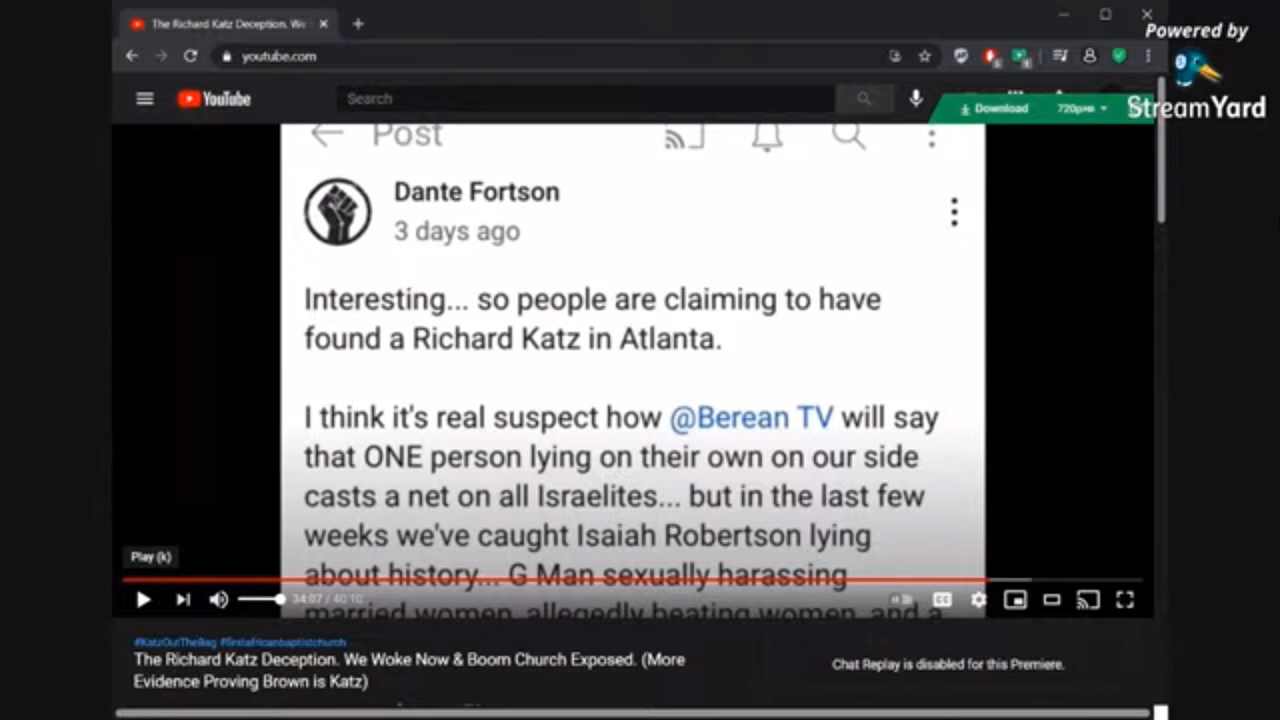 The Richard Katz Deception. We
Powered by
youtube.com
YouTube
Search
Download
720p
StreamYard
Post
Dante Fortson
3 days ago
Interesting... so people are claiming to have
found a Richard Katz in Atlanta.
I think it's real suspect how @Berean TV will say
that ONE person lying on their own on our side
casts a net on all Israelites... but in the last few
weeks we've caught Isaiah Robertson lying
about history... G Man sexually harassing
married women, allegedly beating women, and a
Play (k)
34:07 / 40:10
CC
#KatzOutTheBag #firstafricanbaptistchurch
The Richard Katz Deception. We Woke Now & Boom Church Exposed. (More
Evidence Proving Brown is Katz)
Chat Replay is disabled for this Premiere.